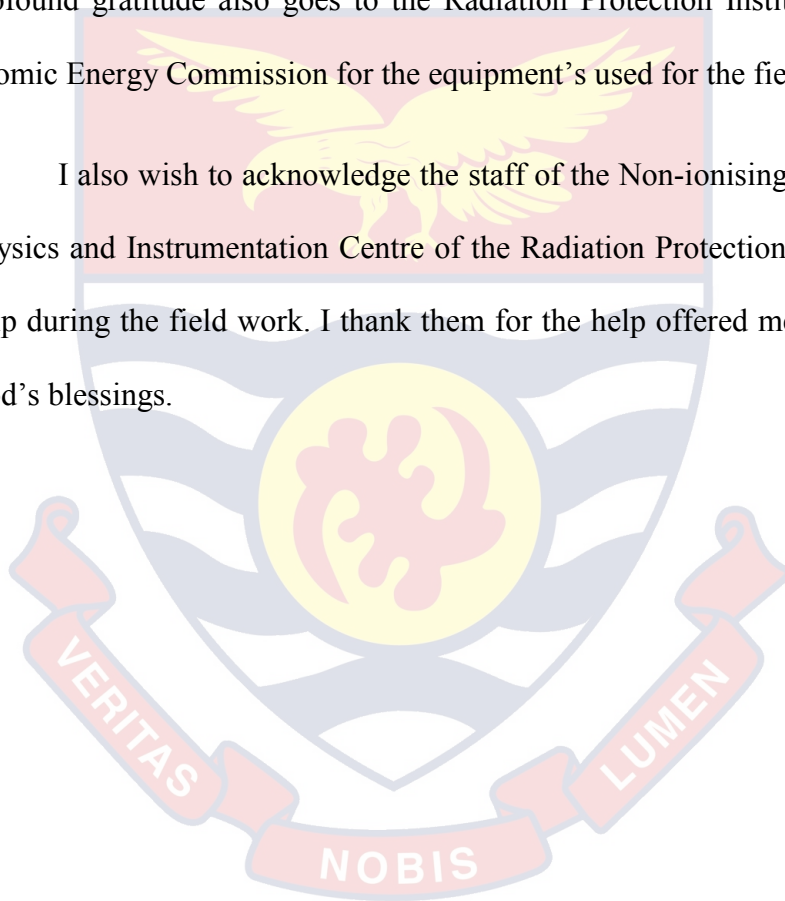 ofound gratitude also goes to the Radiation Protection Instit
omic Energy Commission for the equipment’s used for the fie
I also wish to acknowledge the staff of the Non-ionising
ysics and Instrumentation Centre of the Radiation Protection
p during the field work. I thank them for the help offered m
d’s blessings.
VERITAS
NOBIS
LUMEN